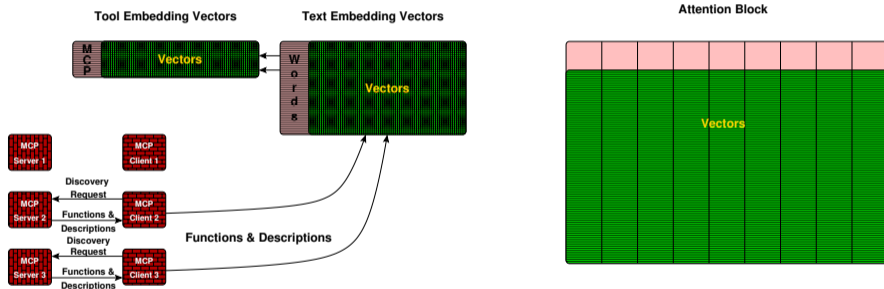 Tool Embedding Vectors
Text Embedding Vectors
Attention Block
MCP
Vectors
Words
Vectors
Vectors
MCP
Server 1
MCP
Client 1
Discovery
Request
MCP
Server 2
MCP
Client 2
Functions &
Descriptions
Discovery
Request
Functions & Descriptions
MCP
Server 3
MCP
Client 3
Functions &
Descriptions